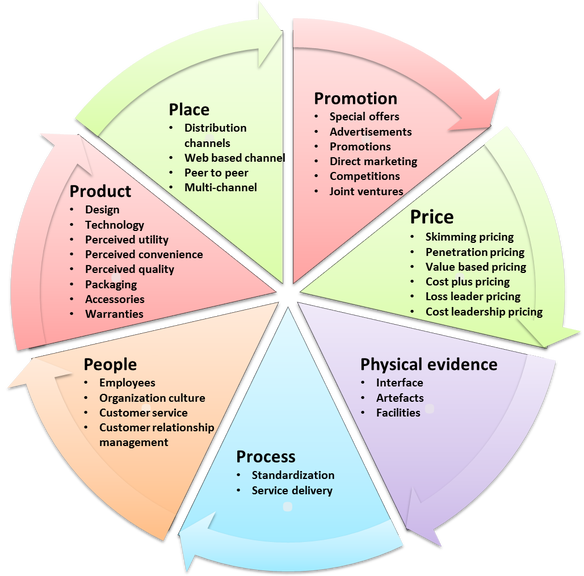 Place
• Distribution
channels
• Web based channel
• Peer to peer
• Multi-channel
Promotion
• Special offers
• Advertisements
• Promotions
• Direct marketing
• Competitions
• Joint ventures
Price
• Skimming pricing
• Penetration pricing
• Value based pricing
• Cost plus pricing
• Loss leader pricing
• Cost leadership pricing
Physical evidence
• Interface
• Artefacts
• Facilities
Process
• Standardization
• Service delivery
People
• Employees
• Organization culture
• Customer service
• Customer relationship
management
Product
• Design
• Technology
• Perceived utility
• Perceived convenience
• Perceived quality
• Packaging
• Accessories
• Warranties